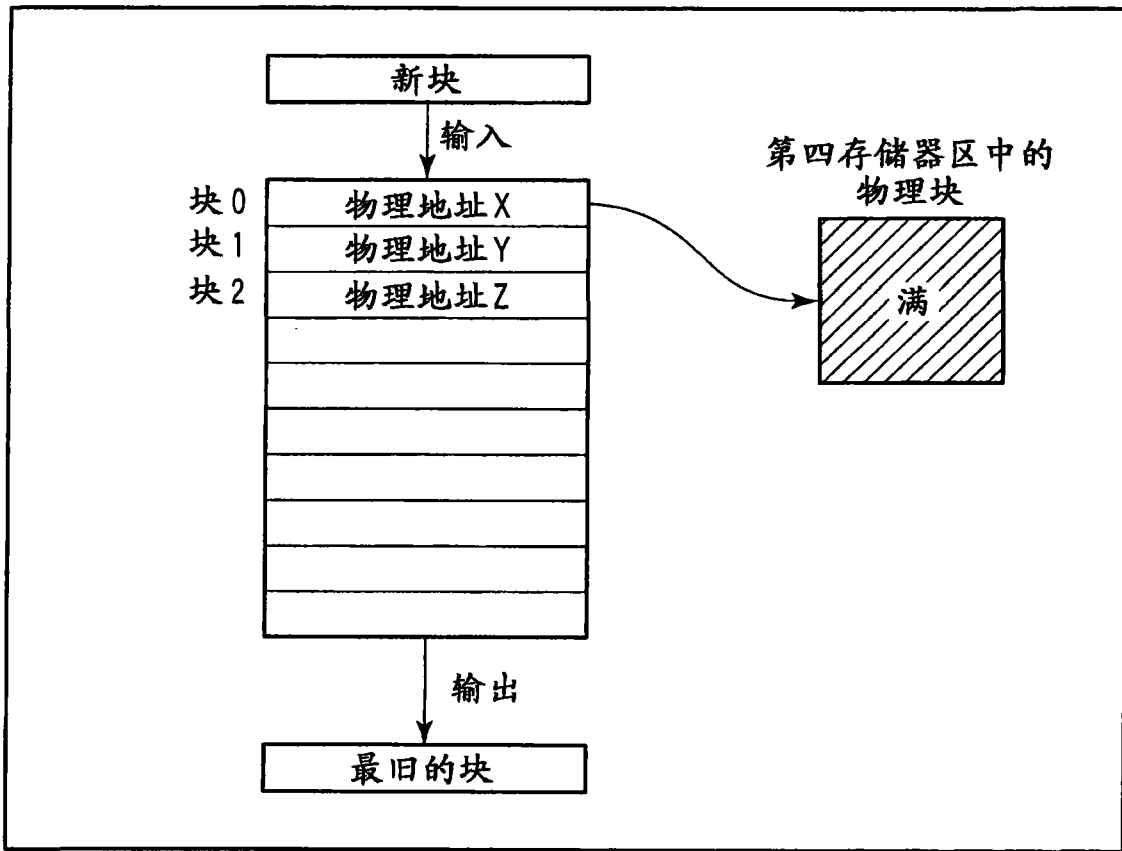 新块
输入
第四存储器区中的
物理块
块0
物理地址X
块1
物理地址Y
块2
物理地址Z
满
输出
最旧的块